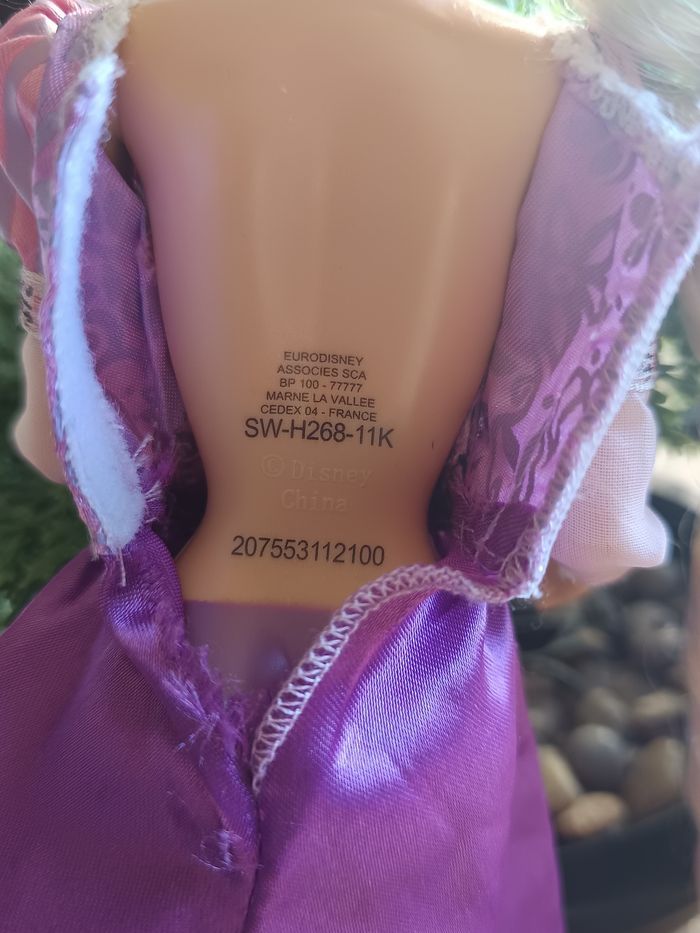 EURODISNEY
ASSOCIES SCA
BP 100 - 77777
MARNE LA VALLEE
CEDEX 04 - FRANCE
SW-H268-11K
©Disney
China
207553112100